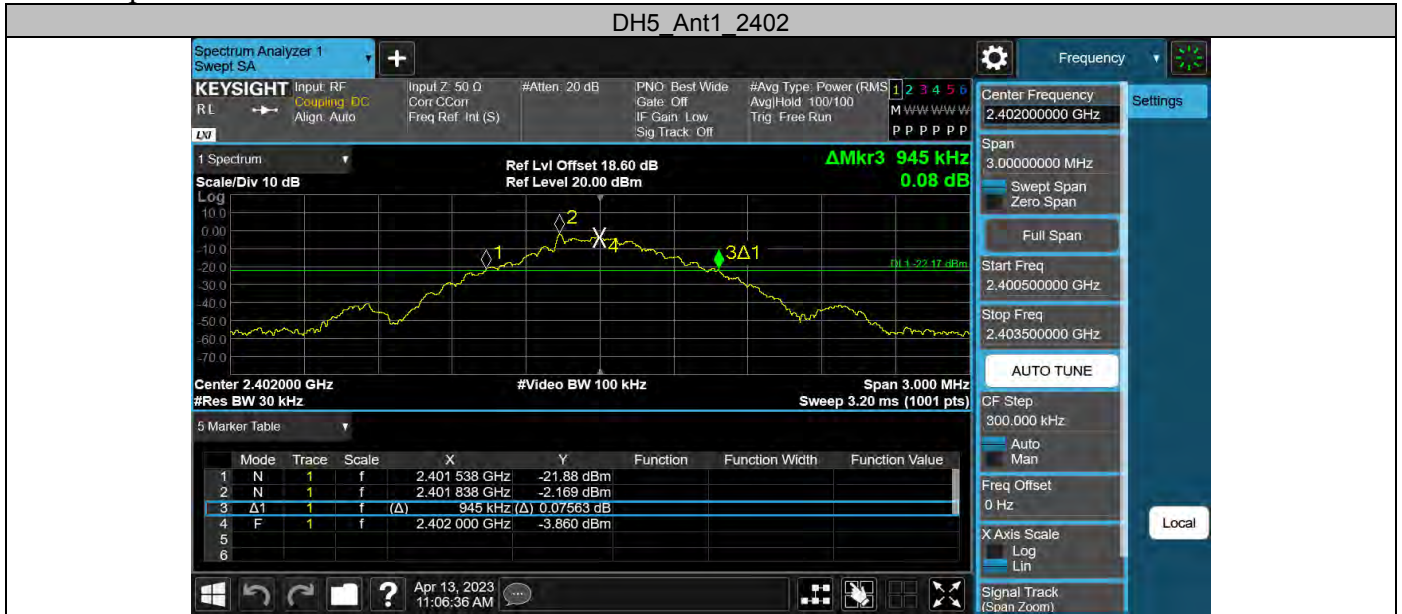 DH5_Ant1_2402
Spectrum Analyzer 1
Swept SA
+
Frequency
KEYSIGHT
RL
LXI
Input: RF
Coupling: DC
Align: Auto
Input Z: 50 Ω
Corr CCorr
Freq Ref: Int (S)
#Atten: 20 dB
PNO: Best Wide
Gate: Off
IF Gain: Low
Sig Track: Off
#Avg Type: Power (RMS
Avg|Hold: 100/100
Trig: Free Run
1 2 3 4 5 6
M W W W W W
P P P P P P
Center Frequency
2.402000000 GHz
Settings
Span
3.00000000 MHz
Swept Span
Zero Span
Full Span
Start Freq
2.400500000 GHz
Stop Freq
2.403500000 GHz
AUTO TUNE
CF Step
300.000 kHz
Auto
Man
Freq Offset
0 Hz
X Axis Scale
Log
Lin
Signal Track
(Span Zoom)
Local
1 Spectrum
Scale/Div 10 dB
Ref Lvl Offset 18.60 dB
Ref Level 20.00 dBm
ΔMkr3 945 kHz
0.08 dB
Log
10.0
0.00
-10.0
-20.0
-30.0
-40.0
-50.0
-60.0
-70.0
1
2
4
3Δ1
DL1 -22.17 dBm
Center 2.402000 GHz
#Res BW 30 kHz
#Video BW 100 kHz
Span 3.000 MHz
Sweep 3.20 ms (1001 pts)
5 Marker Table
Mode Trace Scale X Y Function Function Width Function Value
1 N 1 f 2.401 538 GHz -21.88 dBm
2 N 1 f 2.401 838 GHz -2.169 dBm
3 Δ1 1 f (Δ) 945 kHz (Δ) 0.07563 dB
4 F 1 f 2.402 000 GHz -3.860 dBm
5
6
?
Apr 13, 2023
11:06:36 AM